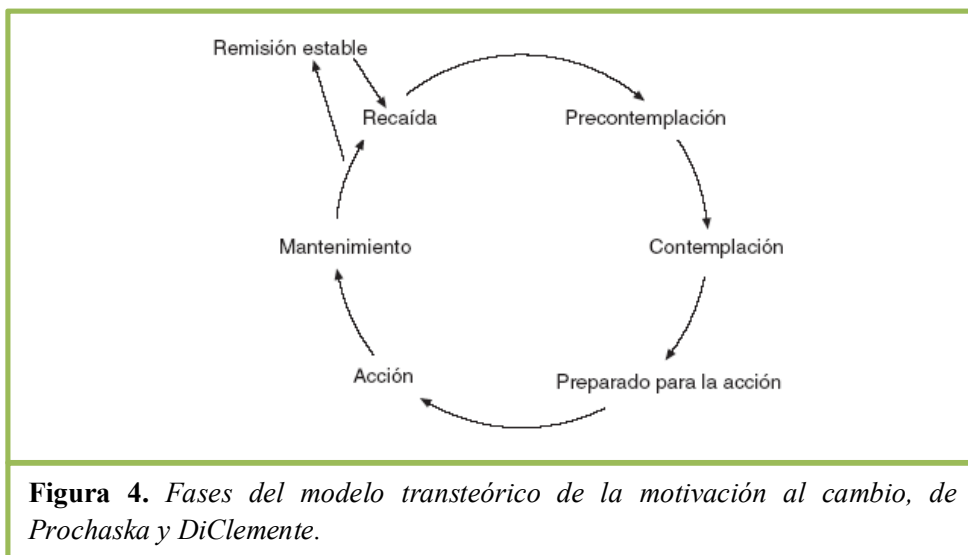 Remisión estable
Recaída
Precontemplación
Mantenimiento
Contemplación
Acción
Preparado para la acción
Figura 4. Fases del modelo transteórico de la motivación al cambio, de
Prochaska y DiClemente.